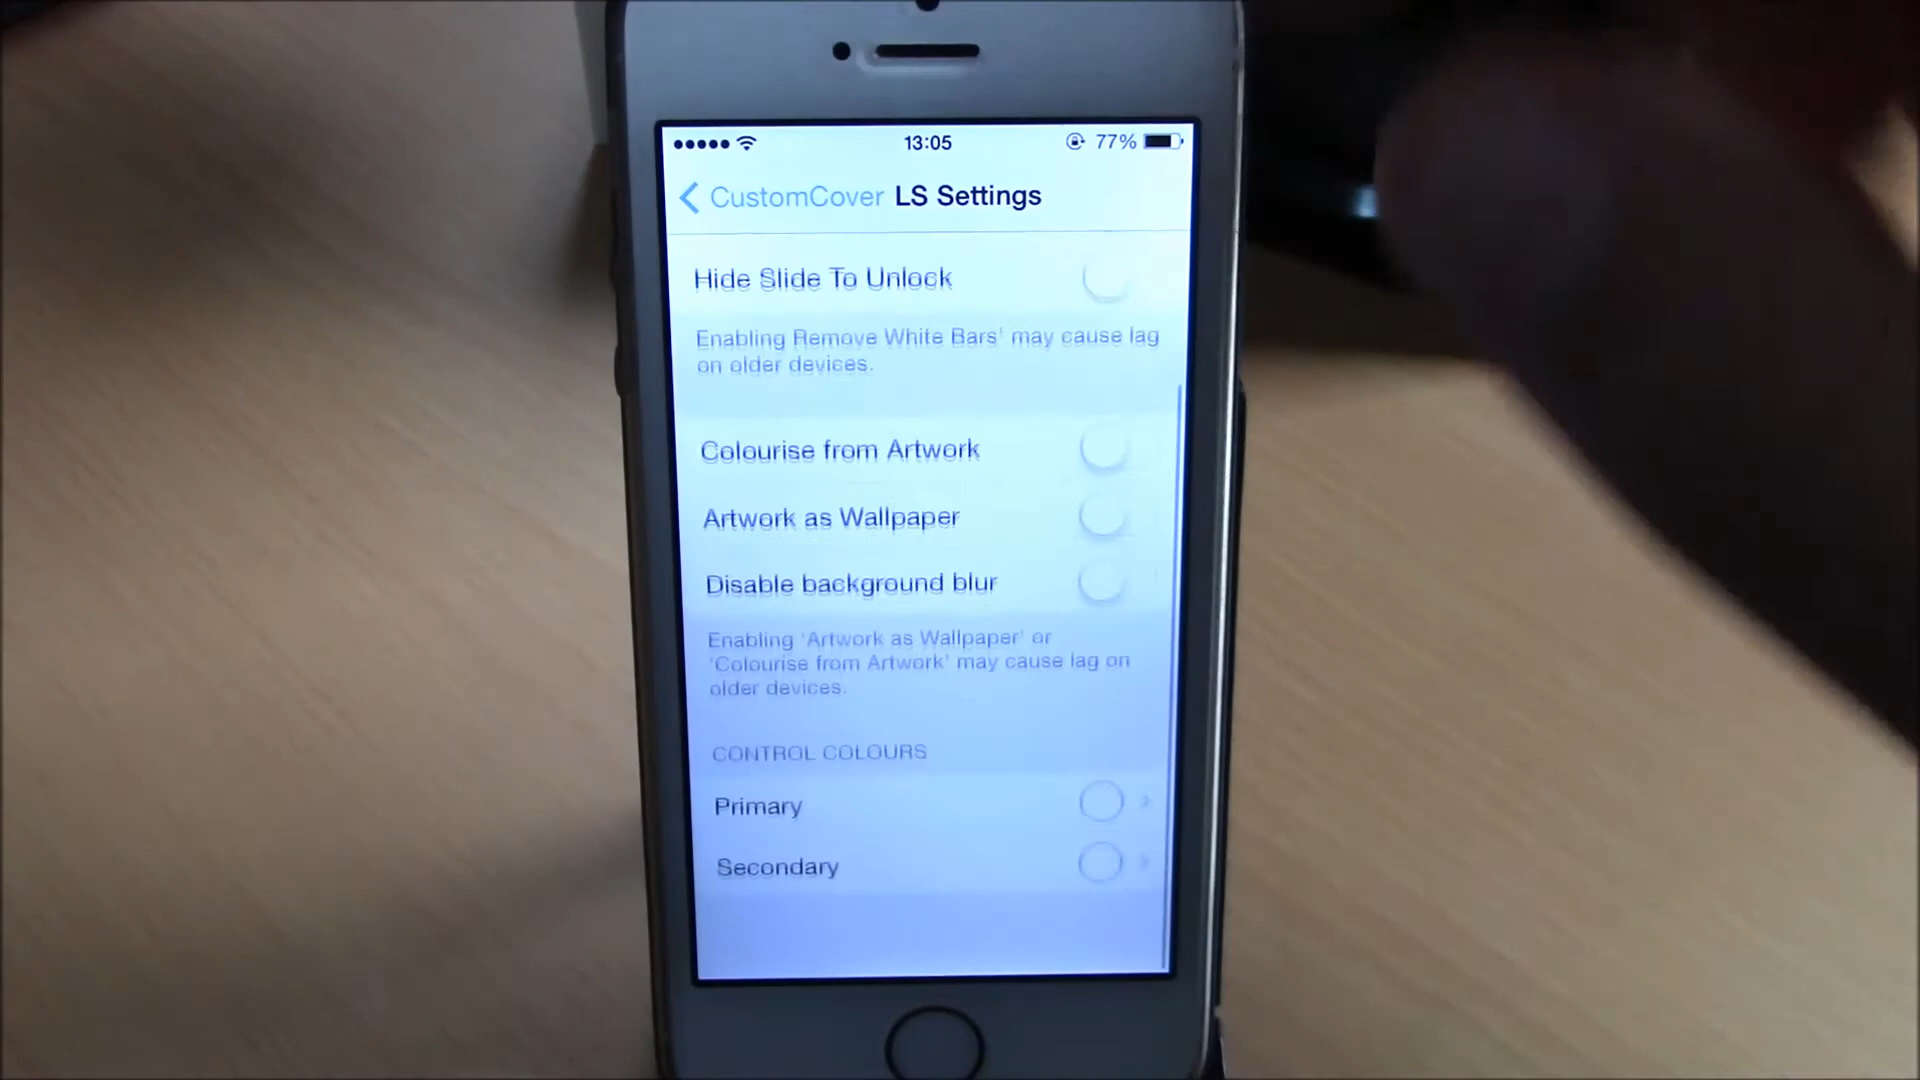 13:05 77%
CustomCover LS Settings
Hide Slide To Unlock
Enabling Remove White Bars' may cause lag
on older devices.
Colourise from Artwork
Artwork as Wallpaper
Disable background blur
Enabling 'Artwork as Wallpaper' or
'Colourise from Artwork' may cause lag on
older devices.
CONTROL COLOURS
Primary
Secondary